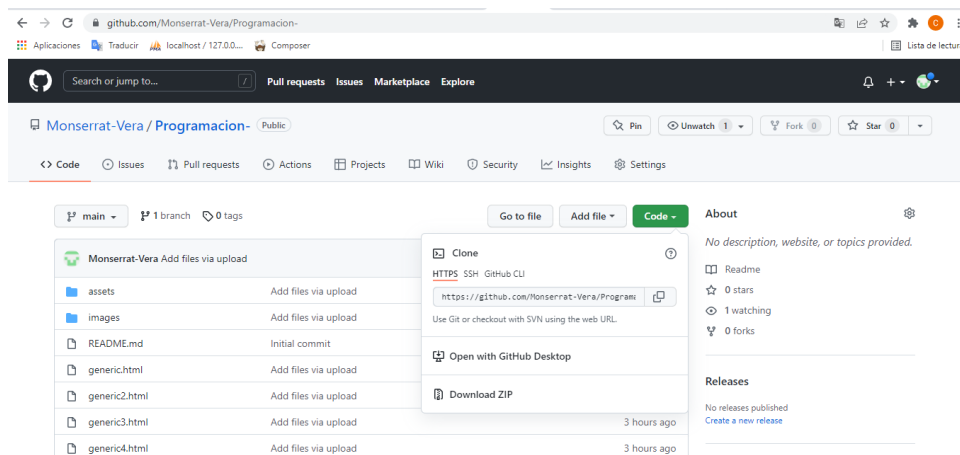 github.com/Monserrat-Vera/Programacion-
Aplicaciones Traducir localhost / 127.0.0.... Composer Lista de lectur
Search or jump to... / Pull requests Issues Marketplace Explore
Monserrat-Vera / Programacion- Public Pin Unwatch 1 Fork 0 Star 0
Code Issues Pull requests Actions Projects Wiki Security Insights Settings
main 1 branch 0 tags Go to file Add file Code About
No description, website, or topics provided.
Monserrat-Vera Add files via upload Clone
HTTPS SSH GitHub CLI
Readme
assets Add files via upload
0 stars
https://github.com/Monserrat-Vera/Program
images Add files via upload
1 watching
Use Git or checkout with SVN using the web URL.
0 forks
README.md Initial commit
Open with GitHub Desktop
generic.html Add files via upload
Releases
generic2.html Add files via upload Download ZIP
No releases published
generic3.html Add files via upload 3 hours ago Create a new release
generic4.html Add files via upload 3 hours ago